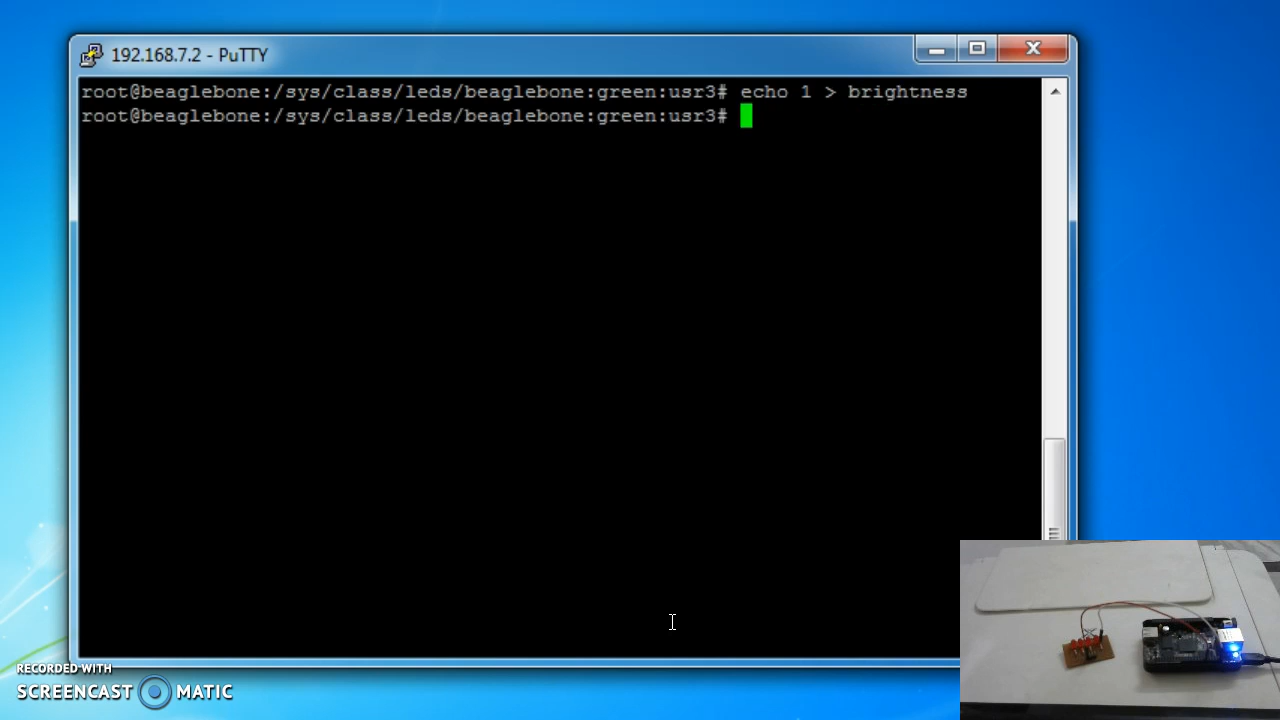 192.168.7.2 - PuTTY
root@beaglebone:/sys/class/leds/beaglebone:green:usr3# echo 1 > brightness
root@beaglebone:/sys/class/leds/beaglebone:green:usr3#
RECORDED WITH
SCREENCAST MATIC